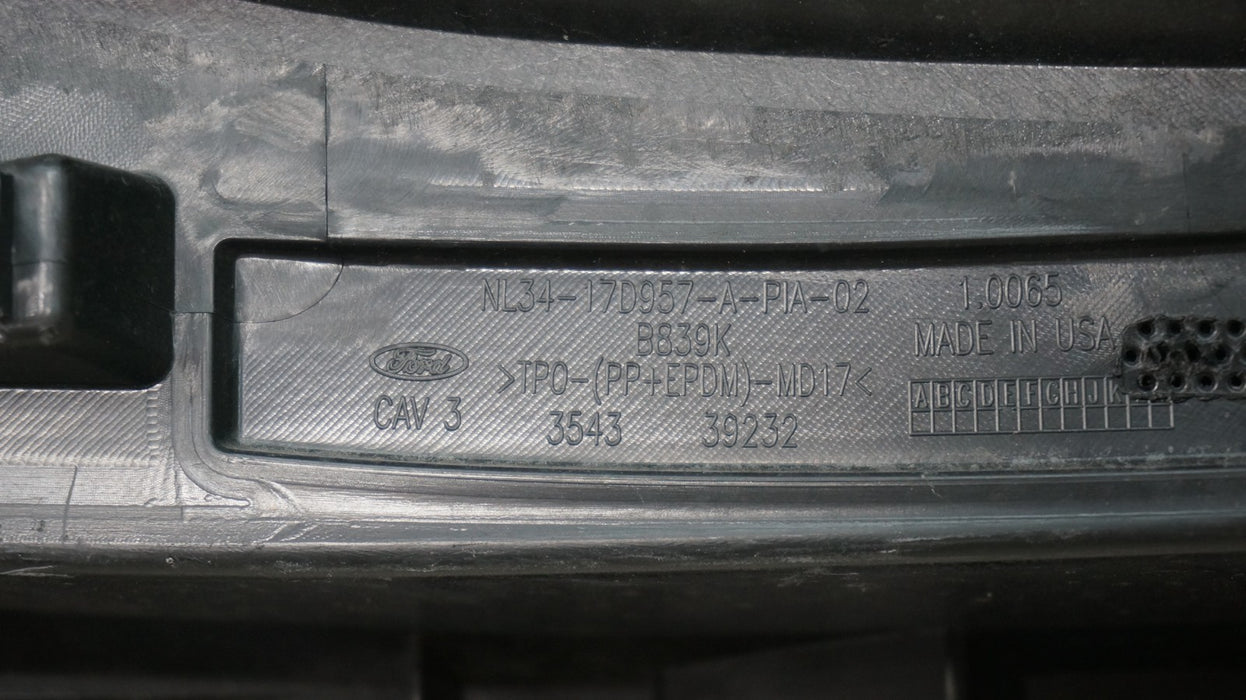 NL34-17D957-A-PIA-02
B839K
Ford
>TPO-(PP+EPDM)-MD17<
CAV 3
3543 39232
1.0065
MADE IN USA
A B C D E F G H J K